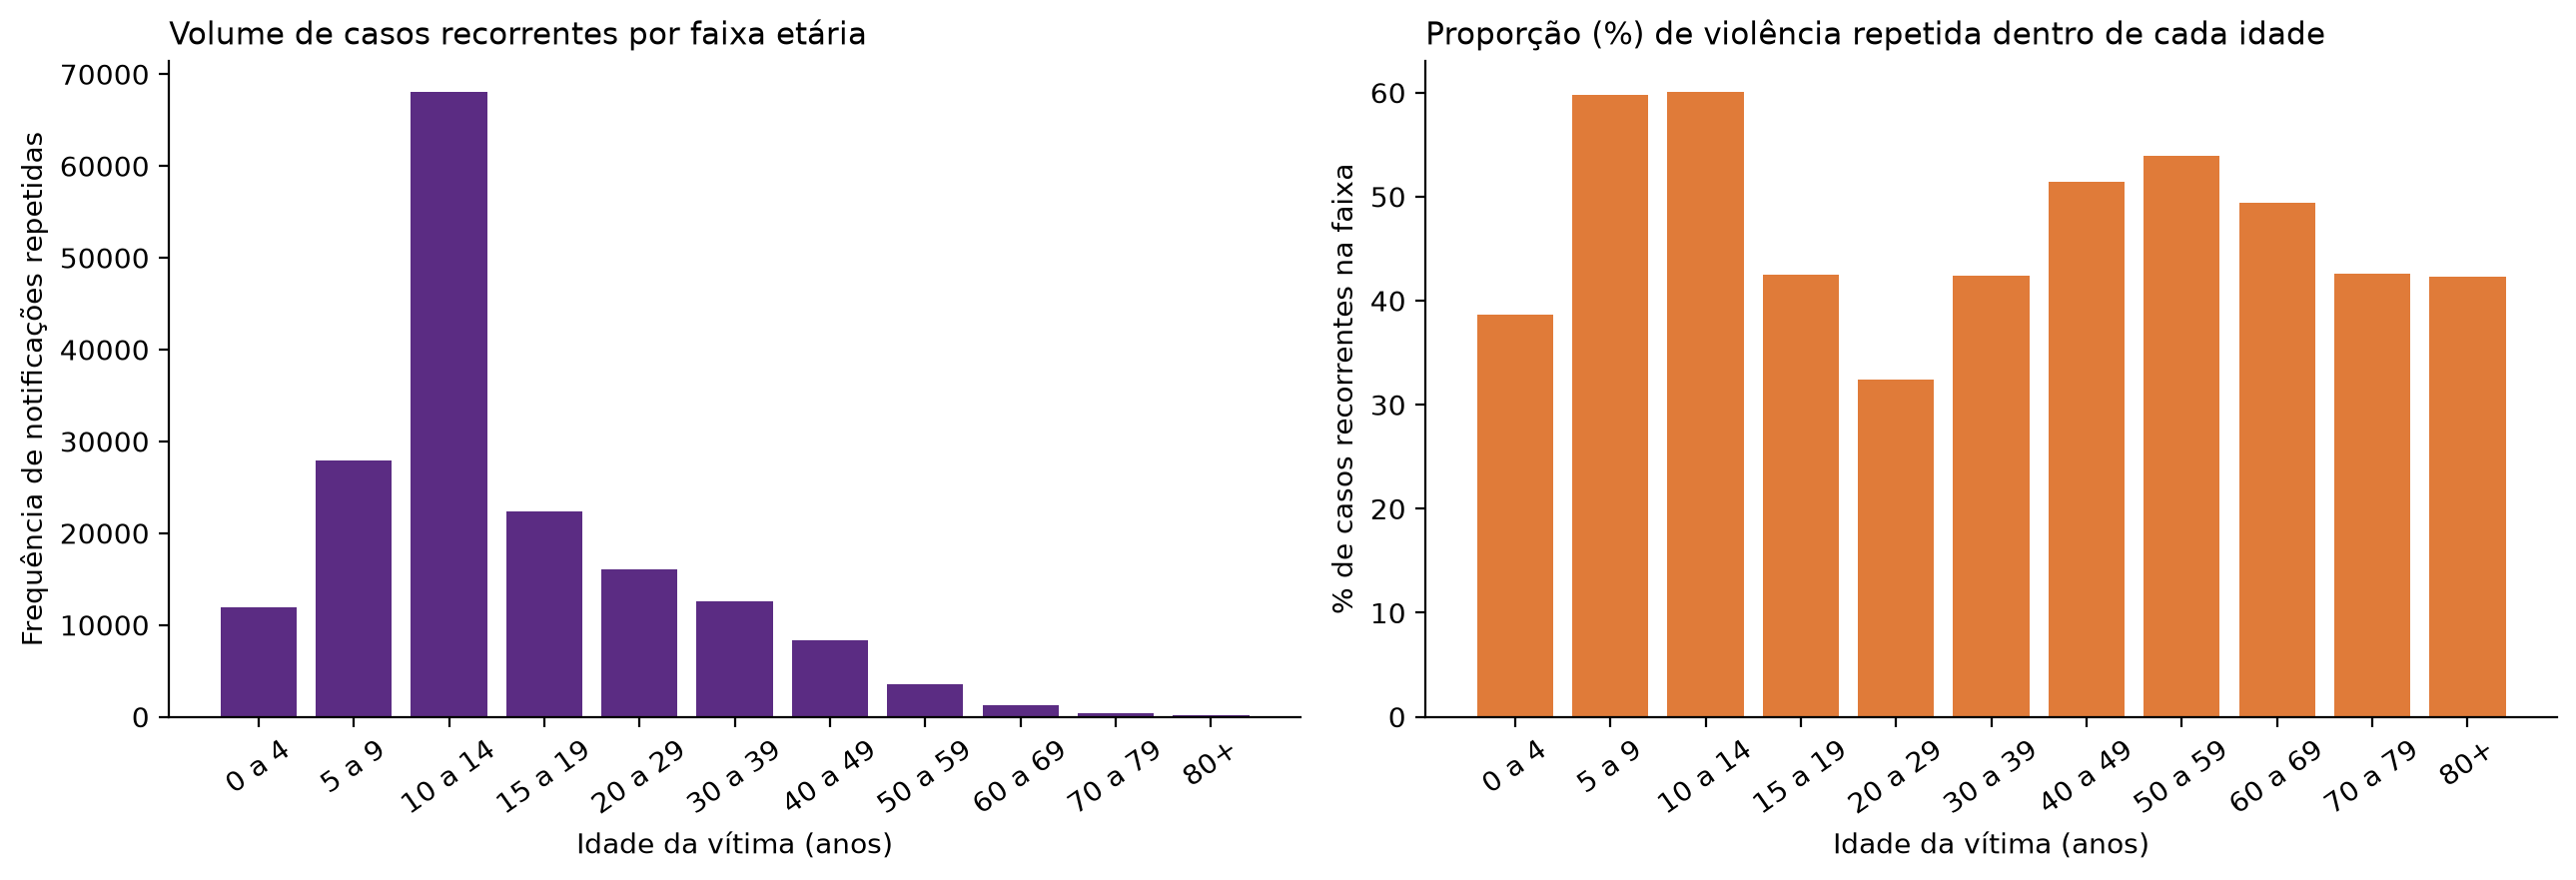 Volume de casos recorrentes por faixa etária
Frequência de notificações repetidas
70000
60000
50000
40000
30000
20000
10000
0
0 a 4
5 a 9
10 a 14
15 a 19
20 a 29
30 a 39
40 a 49
50 a 59
60 a 69
70 a 79
80+
Idade da vítima (anos)
Proporção (%) de violência repetida dentro de cada idade
% de casos recorrentes na faixa
60
50
40
30
20
10
0
0 a 4
5 a 9
10 a 14
15 a 19
20 a 29
30 a 39
40 a 49
50 a 59
60 a 69
70 a 79
80+
Idade da vítima (anos)